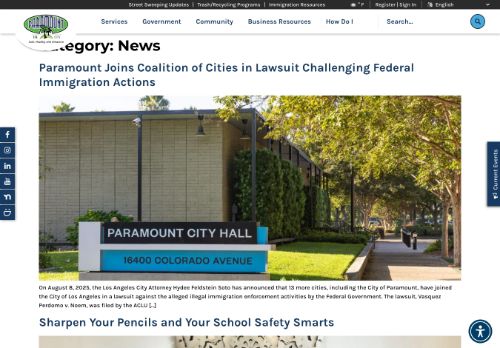 Street Sweeping Updates | Trash/Recycling Programs | Immigration Resources
° F | Register | Sign In | English
PARAMOUNT
Services Government Community Business Resources How Do I Search...
Category: News
Paramount Joins Coalition of Cities in Lawsuit Challenging Federal
Immigration Actions
PARAMOUNT CITY HALL
16400 COLORADO AVENUE
Current Events
On August 8, 2025, the Los Angeles City Attorney Hydee Feldstein Soto has announced that 13 more cities, including the City of Paramount, have joined
the City of Los Angeles in a lawsuit against the alleged illegal immigration enforcement activities by the Federal Government. The lawsuit, Vasquez
Perdomo v. Noem, was filed by the ACLU [...]
Sharpen Your Pencils and Your School Safety Smarts